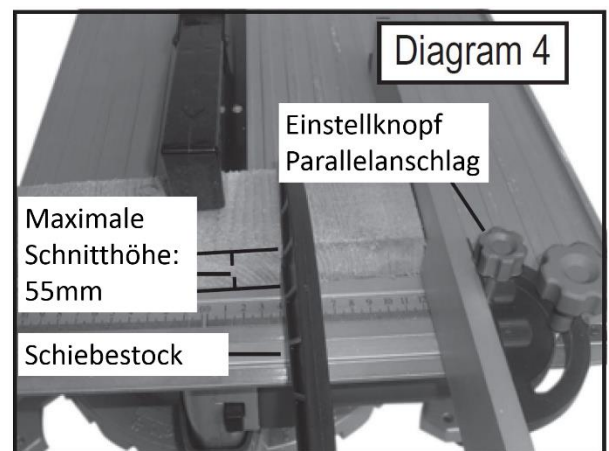 Diagram 4
Einstellknopf
Parallelanschlag
Maximale
Schnitthöhe:
55mm
Schiebestock